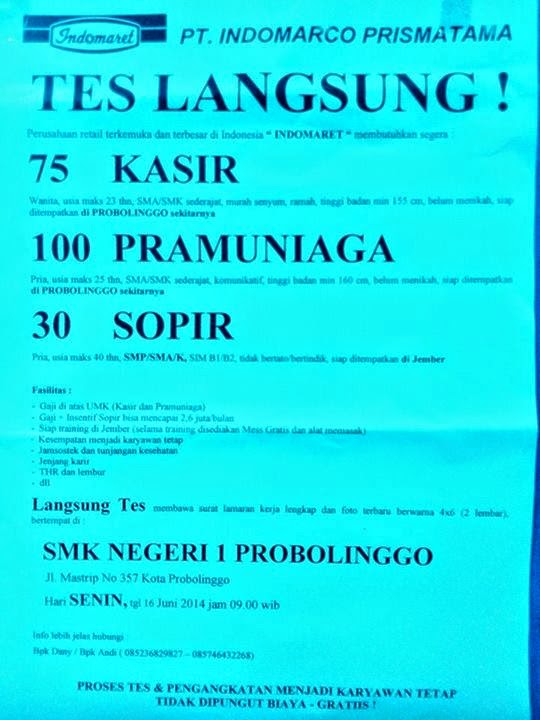 Indomaret PT. INDOMARCO PRISMATAMA
TES LANGSUNG !
Perusahaan retail terkemuka dan terbesar di Indonesia " INDOMARET " membutuhkan segera :
75 KASIR
Wanita, usia maks 23 thn, SMA/SMK sederajat, murah senyum, ramah, tinggi badan min 155 cm, belum menikah, siap
ditempatkan di PROBOLINGGO sekitarnya
100 PRAMUNIAGA
Pria, usia maks 25 thn, SMA/SMK sederajat, komunikatif, tinggi badan min 160 cm, belum menikah, siap ditempatkan
di PROBOLINGGO sekitarnya
30 SOPIR
Pria, usia maks 40 thn, SMP/SMA/K, SIM B1/B2, tidak bertato/bertindik, siap ditempatkan di Jember
Fasilitas :
- Gaji di atas UMK (Kasir dan Pramuniaga)
- Gaji + Insentif Sopir bisa mencapai 2,6 juta/bulan
- Siap training di Jember (selama training disediakan Mess Gratis dan alat memasak)
- Kesempatan menjadi karyawan tetap
- Jamsostek dan tunjangan kesehatan
- Jenjang karir
- THR dan lembur
- dll
Langsung Tes membawa surat lamaran kerja lengkap dan foto terbaru berwarna 4x6 (2 lembar),
bertempat di :
SMK NEGERI 1 PROBOLINGGO
Jl. Mastrip No 357 Kota Probolinggo
Hari SENIN, tgl 16 Juni 2014 jam 09.00 wib
Info lebih jelas hubungi :
Bpk Dany / Bpk Andi ( 085236829827 – 085746432268)
PROSES TES & PENGANGKATAN MENJADI KARYAWAN TETAP
TIDAK DIPUNGUT BIAYA - GRATIIS !